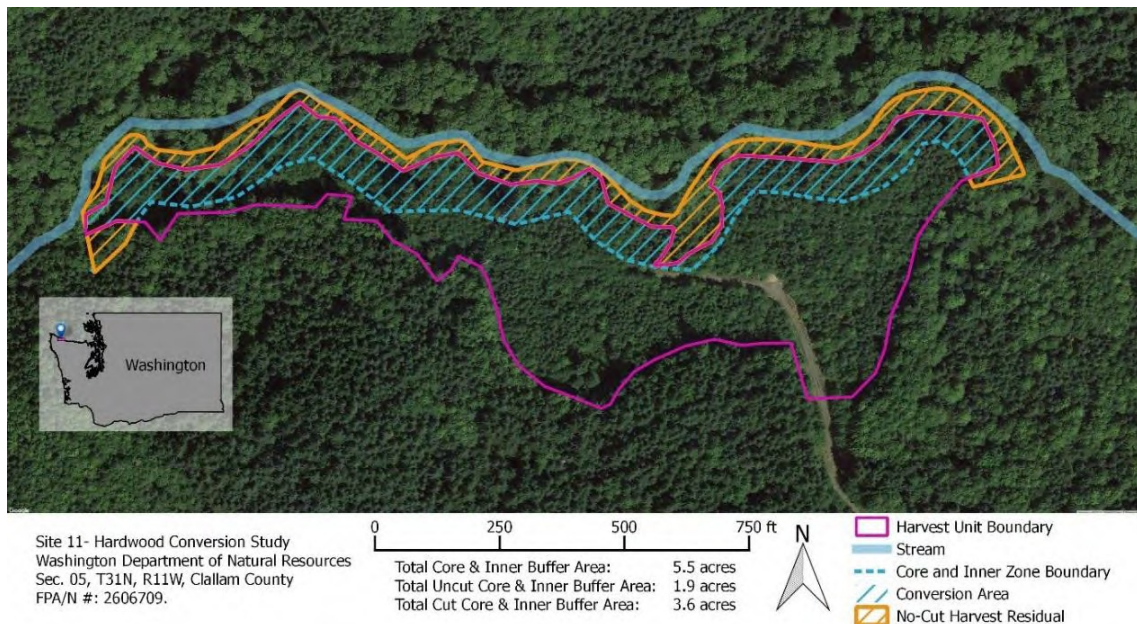 Washington
Google
Site 11- Hardwood Conversion Study
Washington Department of Natural Resources
Sec. 05, T31N, R11W, Clallam County
FPA/N #: 2606709.
0 250 500 750 ft
Total Core & Inner Buffer Area: 5.5 acres
Total Uncut Core & Inner Buffer Area: 1.9 acres
Total Cut Core & Inner Buffer Area: 3.6 acres
N
Harvest Unit Boundary
Stream
Core and Inner Zone Boundary
Conversion Area
No-Cut Harvest Residual